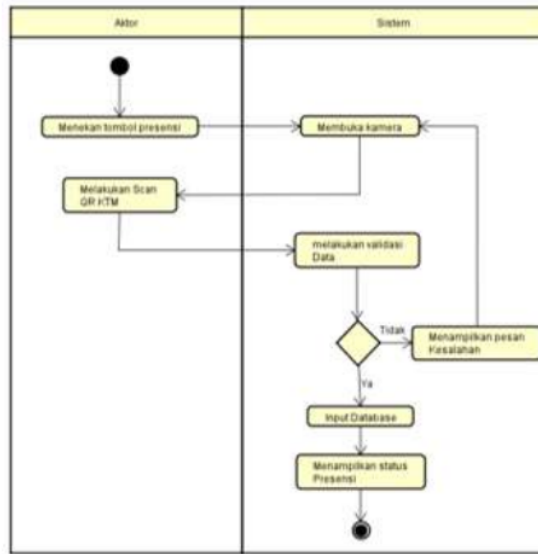 Aktor
Sistem
Menekan tombol presensi
Membuka kamera
Melakukan Scan
QR KTM
melakukan validasi
Data
Tidak
Menampilkan pesan
Kesalahan
Ya
Input Database
Menampilkan status
Presensi